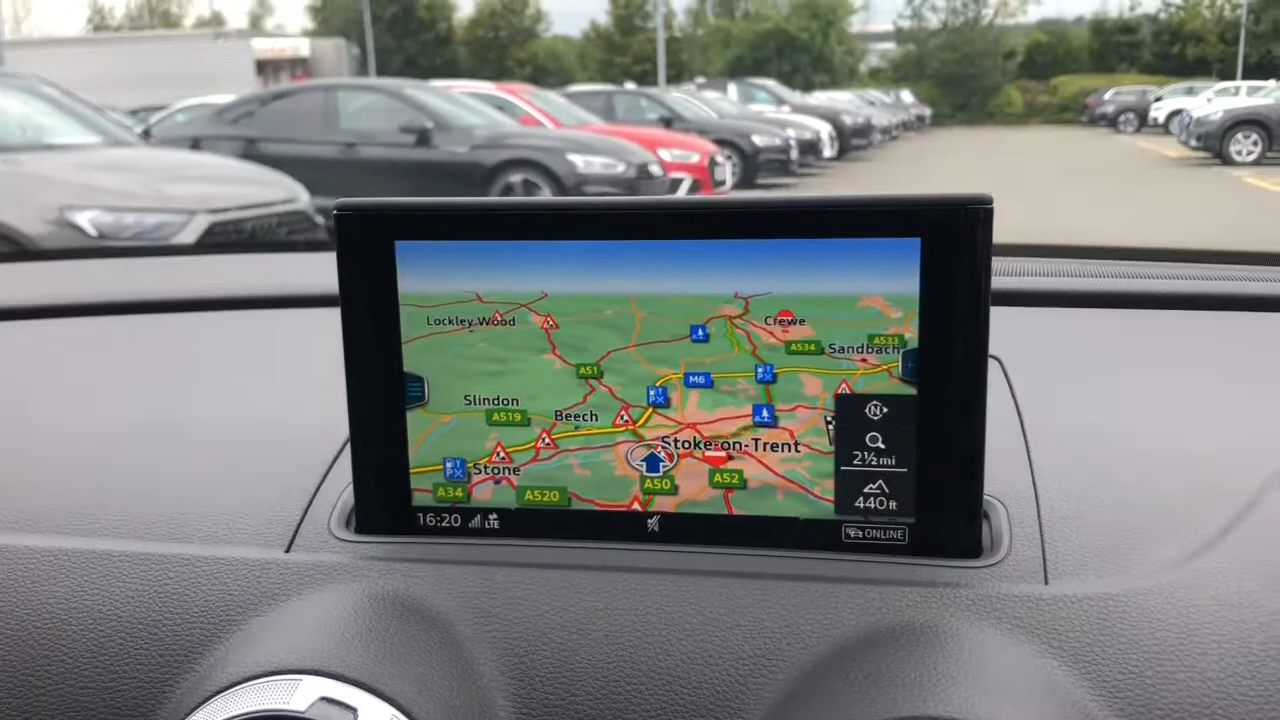 Lockley Wood
Crewe
A534
A533
Sandbach
A51
M6
Slindon
A519
Beech
Stoke-on-Trent
Stone
A34
A520
A50
A52
N
2½mi
440ft
16:20 LTE
ONLINE